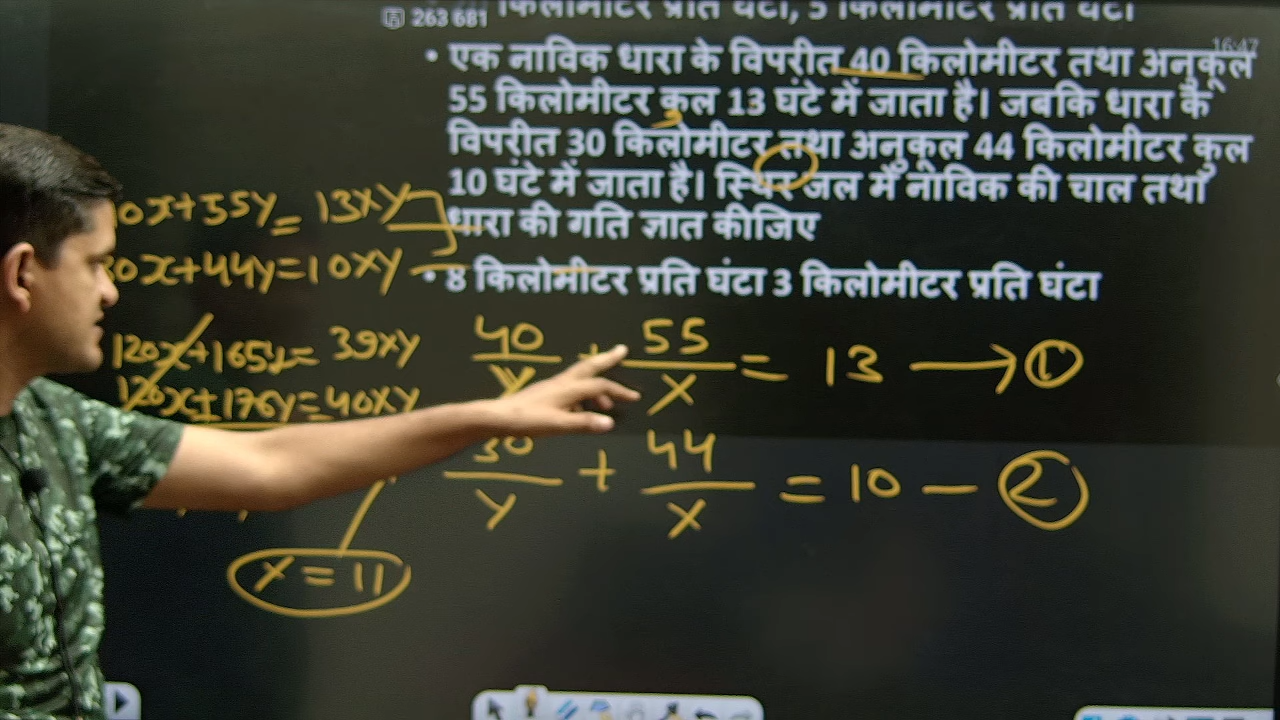 263 681
किलोमीटर प्रति घंटा, 5 किलोमीटर प्रति घंटा
16:47
• एक नाविक धारा के विपरीत 40 किलोमीटर तथा अनुकूल
55 किलोमीटर कुल 13 घंटे में जाता है। जबकि धारा के
विपरीत 30 किलोमीटर तथा अनुकूल 44 किलोमीटर कुल
10 घंटे में जाता है। स्थिर जल में नाविक की चाल तथा
धारा की गति ज्ञात कीजिए
• 8 किलोमीटर प्रति घंटा 3 किलोमीटर प्रति घंटा
0x+55y = 13xy
30x+44y=10xy
120x+165y= 39xy
120x+176y=40xy
x = 11
40/y + 55/x = 13 → ①
30/y + 44/x = 10 — ②